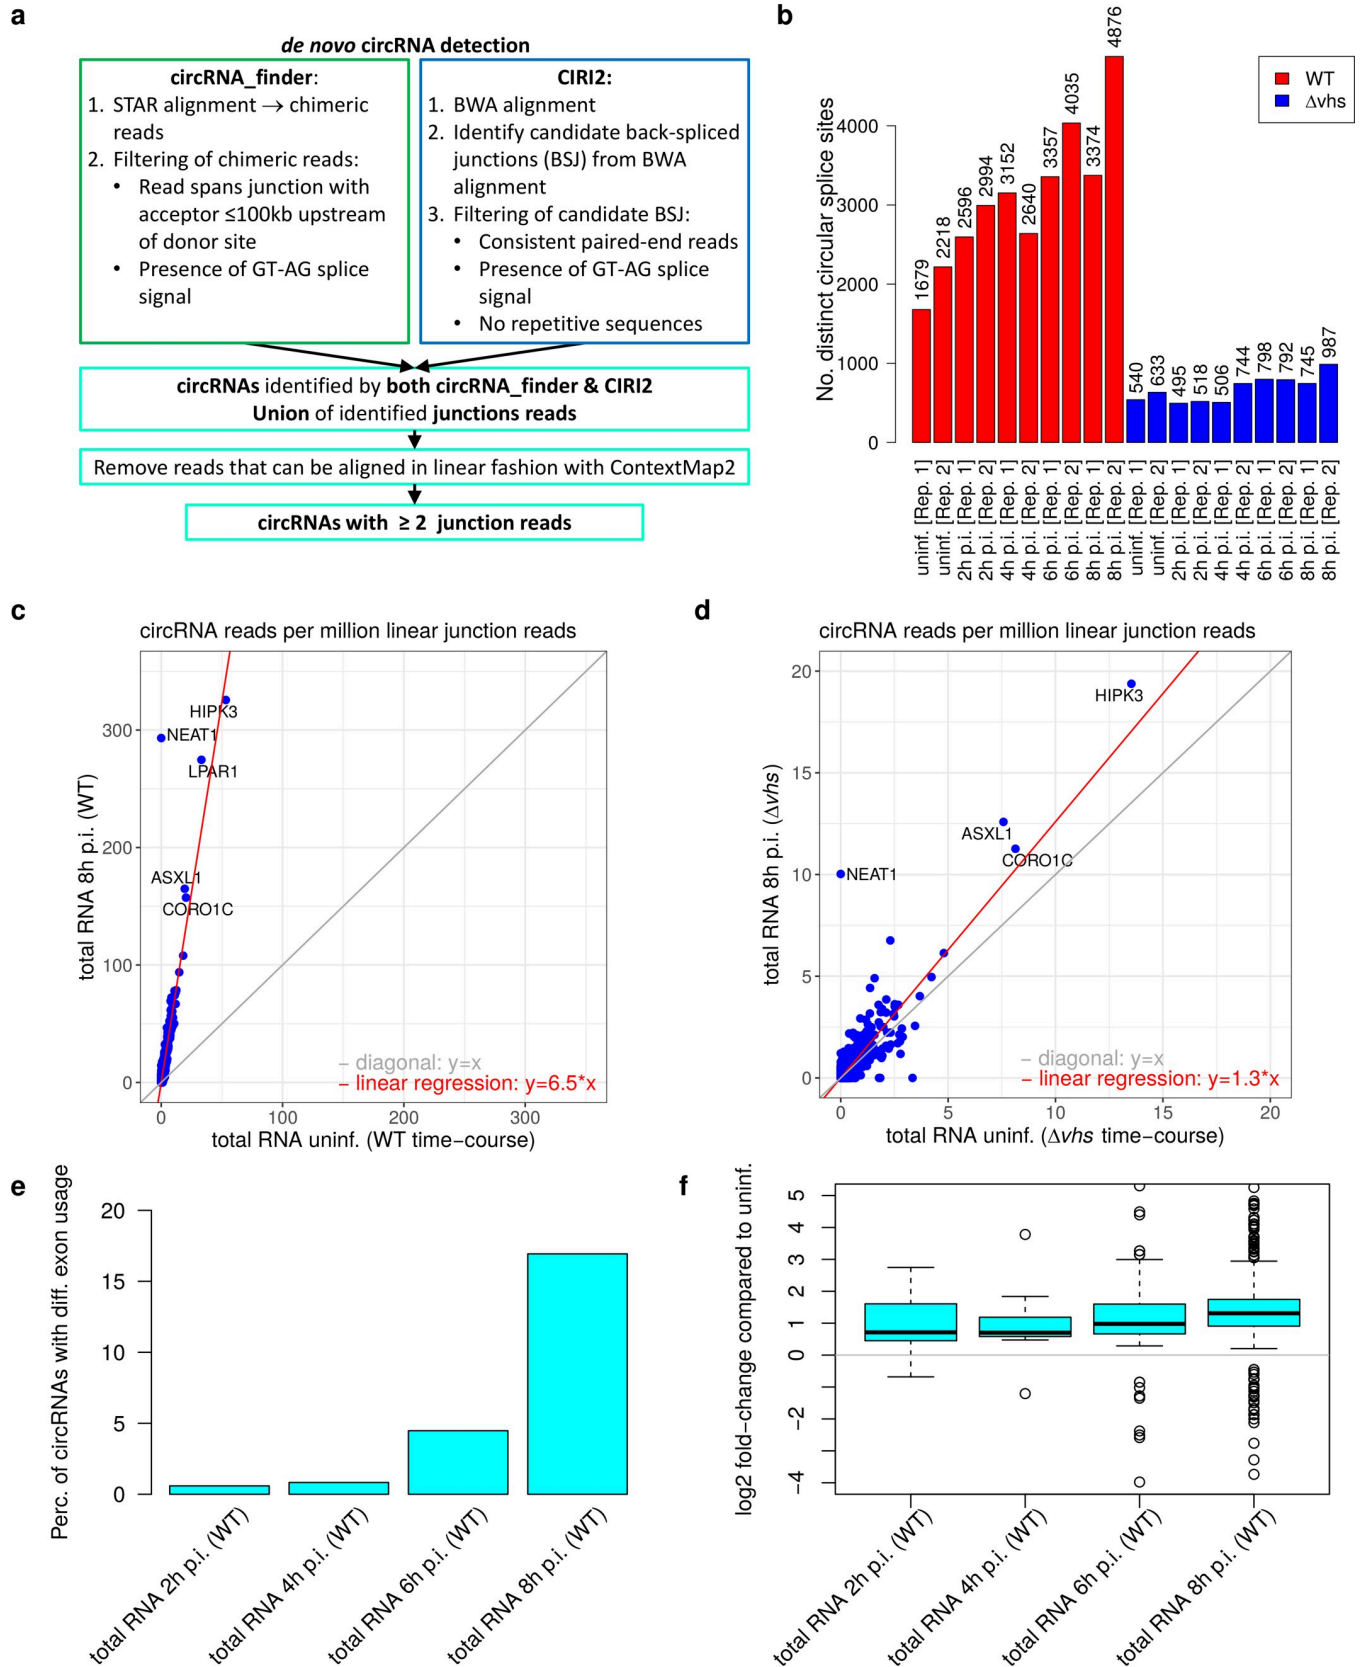 a
de novo circRNA detection
circRNA_finder:
1. STAR alignment → chimeric
reads
2. Filtering of chimeric reads:
• Read spans junction with
acceptor ≤100kb upstream
of donor site
• Presence of GT-AG splice
signal
CIRI2:
1. BWA alignment
2. Identify candidate back-spliced
junctions (BSJ) from BWA
alignment
3. Filtering of candidate BSJ:
• Consistent paired-end reads
• Presence of GT-AG splice
signal
• No repetitive sequences
circRNAs identified by both circRNA_finder & CIRI2
Union of identified junctions reads
Remove reads that can be aligned in linear fashion with ContextMap2
circRNAs with ≥ 2 junction reads
b
No. distinct circular splice sites
4000
3000
2000
1000
0
1679
2218
2596
2994
3152
2640
3357
4035
3374
4876
540
633
495
518
506
744
798
792
745
987
WT
Δvhs
uninf. [Rep. 1]
uninf. [Rep. 2]
2h p.i. [Rep. 1]
2h p.i. [Rep. 2]
4h p.i. [Rep. 1]
4h p.i. [Rep. 2]
6h p.i. [Rep. 1]
6h p.i. [Rep. 2]
8h p.i. [Rep. 1]
8h p.i. [Rep. 2]
uninf. [Rep. 1]
uninf. [Rep. 2]
2h p.i. [Rep. 1]
2h p.i. [Rep. 2]
4h p.i. [Rep. 1]
4h p.i. [Rep. 2]
6h p.i. [Rep. 1]
6h p.i. [Rep. 2]
8h p.i. [Rep. 1]
8h p.i. [Rep. 2]
c
circRNA reads per million linear junction reads
total RNA 8h p.i. (WT)
300
200
100
0
HIPK3
NEAT1
LPAR1
ASXL1
CORO1C
– diagonal: y=x
– linear regression: y=6.5*x
0 100 200 300
total RNA uninf. (WT time−course)
d
circRNA reads per million linear junction reads
total RNA 8h p.i. (Δvhs)
20
15
10
5
0
HIPK3
ASXL1
CORO1C
NEAT1
– diagonal: y=x
– linear regression: y=1.3*x
0 5 10 15 20
total RNA uninf. (Δvhs time−course)
e
Perc. of circRNAs with diff. exon usage
20
15
10
5
0
total RNA 2h p.i. (WT)
total RNA 4h p.i. (WT)
total RNA 6h p.i. (WT)
total RNA 8h p.i. (WT)
f
log2 fold−change compared to uninf.
5
4
3
2
1
0
−2
−4
total RNA 2h p.i. (WT)
total RNA 4h p.i. (WT)
total RNA 6h p.i. (WT)
total RNA 8h p.i. (WT)